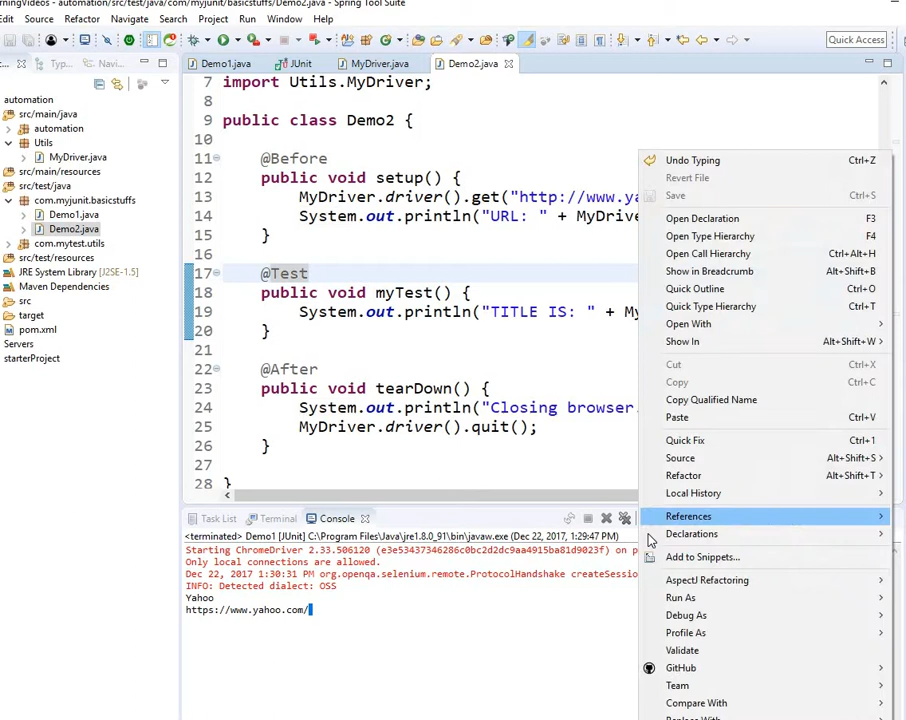 rningVideos - automation/src/test/java/com/myjunit/basicstuffs/Demo2.java - Spring Tool Suite
Source Refactor Navigate Search Project Run Window Help
Quick Access
Typ... Navi...
Demo1.java JUnit MyDriver.java Demo2.java
automation
src/main/java
automation
Utils
MyDriver.java
src/main/resources
src/test/java
com.myjunit.basicstuffs
Demo1.java
Demo2.java
com.mytest.utils
src/test/resources
JRE System Library [J2SE-1.5]
Maven Dependencies
src
target
pom.xml
Servers
starterProject
7 import Utils.MyDriver;
8
9 public class Demo2 {
10
11 @Before
12 public void setup() {
13 MyDriver.driver().get("http://www.ya
14 System.out.println("URL: " + MyDrive
15 }
16
17 @Test
18 public void myTest() {
19 System.out.println("TITLE IS: " + My
20 }
21
22 @After
23 public void tearDown() {
24 System.out.println("Closing browser.
25 MyDriver.driver().quit();
26 }
27
28 }
Task List Terminal Console
<terminated> Demo1 [JUnit] C:\Program Files\Java\jre1.8.0_91\bin\javaw.exe (Dec 22, 2017, 1:29:47 PM)
Starting ChromeDriver 2.33.506120 (e3e53437346286c0bc2d2dc9aa4915ba81d9023f) on p
Only local connections are allowed.
Dec 22, 2017 1:30:31 PM org.openqa.selenium.remote.ProtocolHandshake createSessio
INFO: Detected dialect: OSS
Yahoo
https://www.yahoo.com/
Undo Typing Ctrl+Z
Revert File
Save Ctrl+S
Open Declaration F3
Open Type Hierarchy F4
Open Call Hierarchy Ctrl+Alt+H
Show in Breadcrumb Alt+Shift+B
Quick Outline Ctrl+O
Quick Type Hierarchy Ctrl+T
Open With
Show In Alt+Shift+W
Cut Ctrl+X
Copy Ctrl+C
Copy Qualified Name
Paste Ctrl+V
Quick Fix Ctrl+1
Source Alt+Shift+S
Refactor Alt+Shift+T
Local History
References
Declarations
Add to Snippets...
AspectJ Refactoring
Run As
Debug As
Profile As
Validate
GitHub
Team
Compare With
Replace With